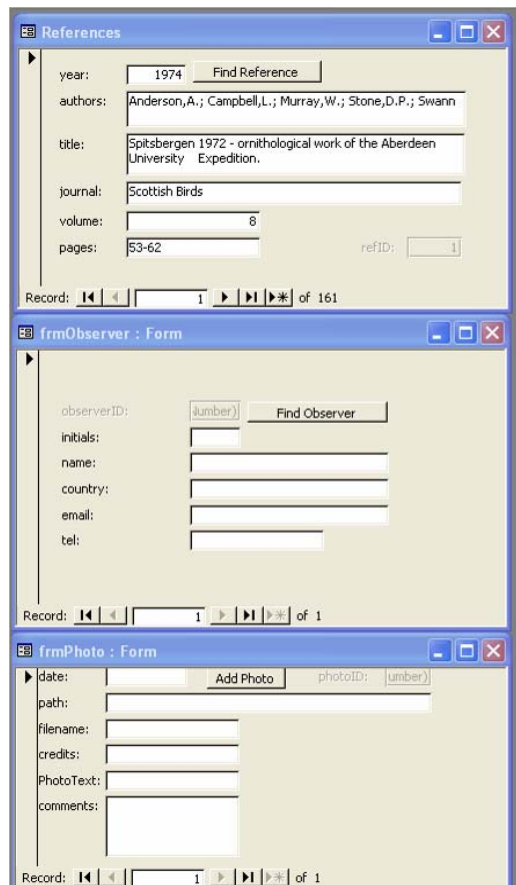 References
year: 1974 Find Reference
authors: Anderson,A.; Campbell,L.; Murray,W.; Stone,D.P.; Swann
title: Spitsbergen 1972 - ornithological work of the Aberdeen
University Expedition.
journal: Scottish Birds
volume: 8
pages: 53-62 refID: 1
Record: 1 of 161
frmObserver : Form
observerID: umber) Find Observer
initials:
name:
country:
email:
tel:
Record: 1 of 1
frmPhoto : Form
date: Add Photo photoID: umber)
path:
filename:
credits:
PhotoText:
comments:
Record: 1 of 1